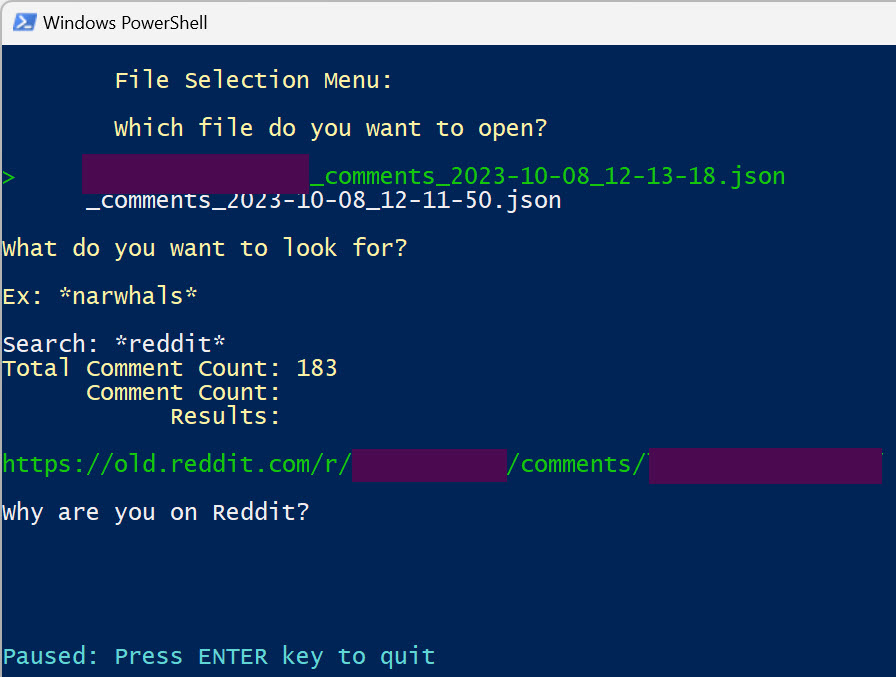 Windows PowerShell
File Selection Menu:
Which file do you want to open?
> _comments_2023-10-08_12-13-18.json
_comments_2023-10-08_12-11-50.json
What do you want to look for?
Ex: *narwhals*
Search: *reddit*
Total Comment Count: 183
Comment Count:
Results:
https://old.reddit.com/r/ /comments/
Why are you on Reddit?
Paused: Press ENTER key to quit